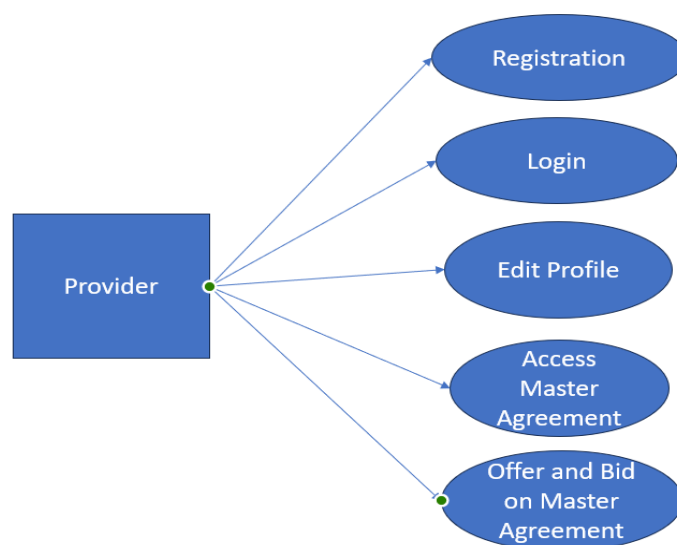 Registration
Login
Provider
Edit Profile
Access
Master
Agreement
Offer and Bid
on Master
Agreement